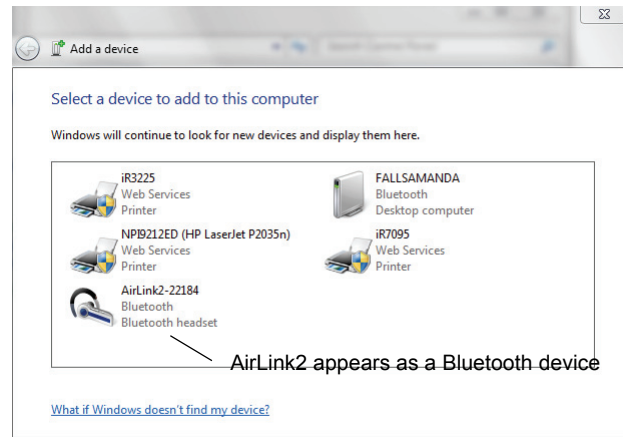 Add a device
Search Control Panel
Select a device to add to this computer
Windows will continue to look for new devices and display them here.
iR3225
Web Services
Printer
FALLSAMANDA
Bluetooth
Desktop computer
NPI9212ED (HP LaserJet P2035n)
Web Services
Printer
iR7095
Web Services
Printer
AirLink2-22184
Bluetooth
Bluetooth headset
AirLink2 appears as a Bluetooth device
What if Windows doesn't find my device?